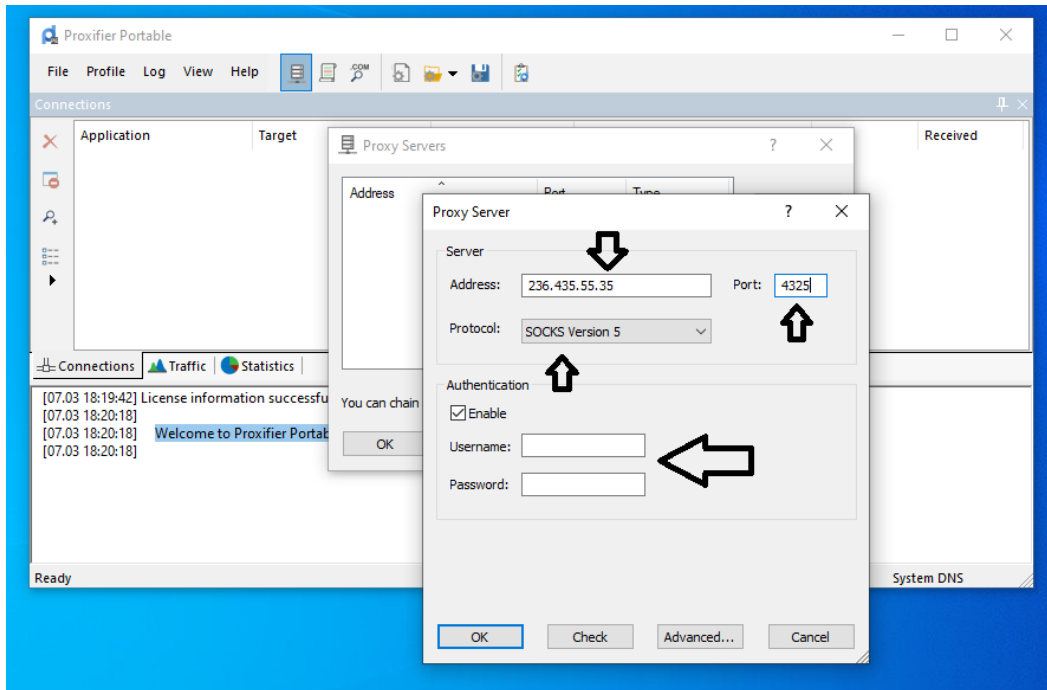 Proxifier Portable
File Profile Log View Help .COM
Connections
Application Target Received
Proxy Servers ?
Address
Proxy Server ?
Server
Address: 236.435.55.35 Port: 4325
Protocol: SOCKS Version 5
Connections Traffic Statistics
Authentication
[07.03 18:19:42] License information successfu
You can chain
Enable
[07.03 18:20:18]
[07.03 18:20:18] Welcome to Proxifier Portab
OK
Username:
[07.03 18:20:18]
Password:
Ready System DNS
OK Check Advanced... Cancel